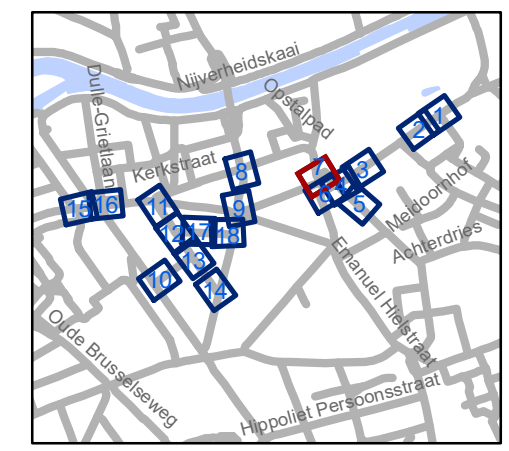 Nijverheidskaai
Dulle-Grietlaan
Opstalpad
Kerkstraat
1
2
3
4
5
6
7
8
9
Meidoornhof
Achterdries
15
16
11
12
17
18
13
10
14
Emanuel Hielstraat
Oude Brusselseweg
Hippoliet Persoonsstraat